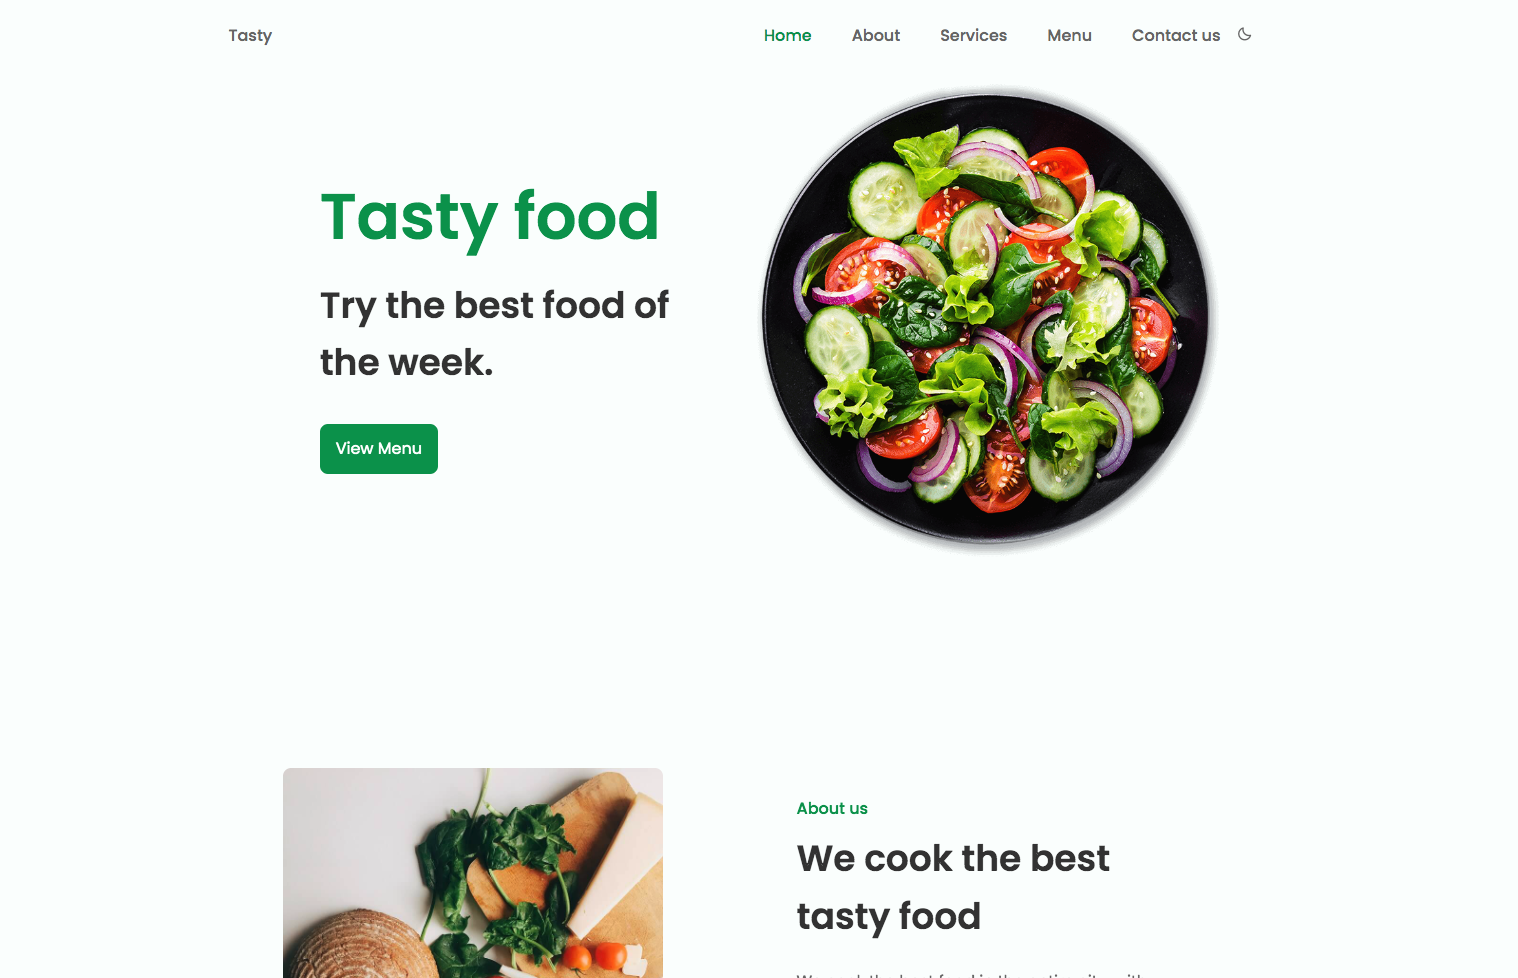 Tasty
Home About Services Menu Contact us
Tasty food
Try the best food of
the week.
View Menu
About us
We cook the best
tasty food